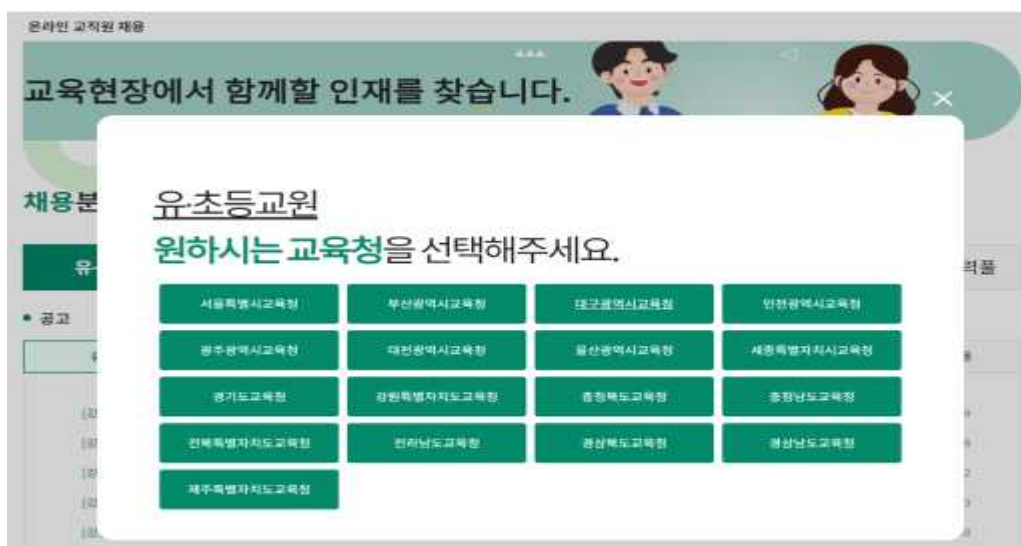 온라인 교직원 채용
교육현장에서 함께할 인재를 찾습니다.
채용분
유·초등교원
원하시는 교육청을 선택해주세요.
유
력풀
서울특별시교육청 부산광역시교육청 대구광역시교육청 인천광역시교육청
공고
광주광역시교육청 대전광역시교육청 울산광역시교육청 세종특별자치시교육청
경기도교육청 강원특별자치도교육청 충청북도교육청 충청남도교육청
전북특별자치도교육청 전라남도교육청 경상북도교육청 경상남도교육청
제주특별자치도교육청